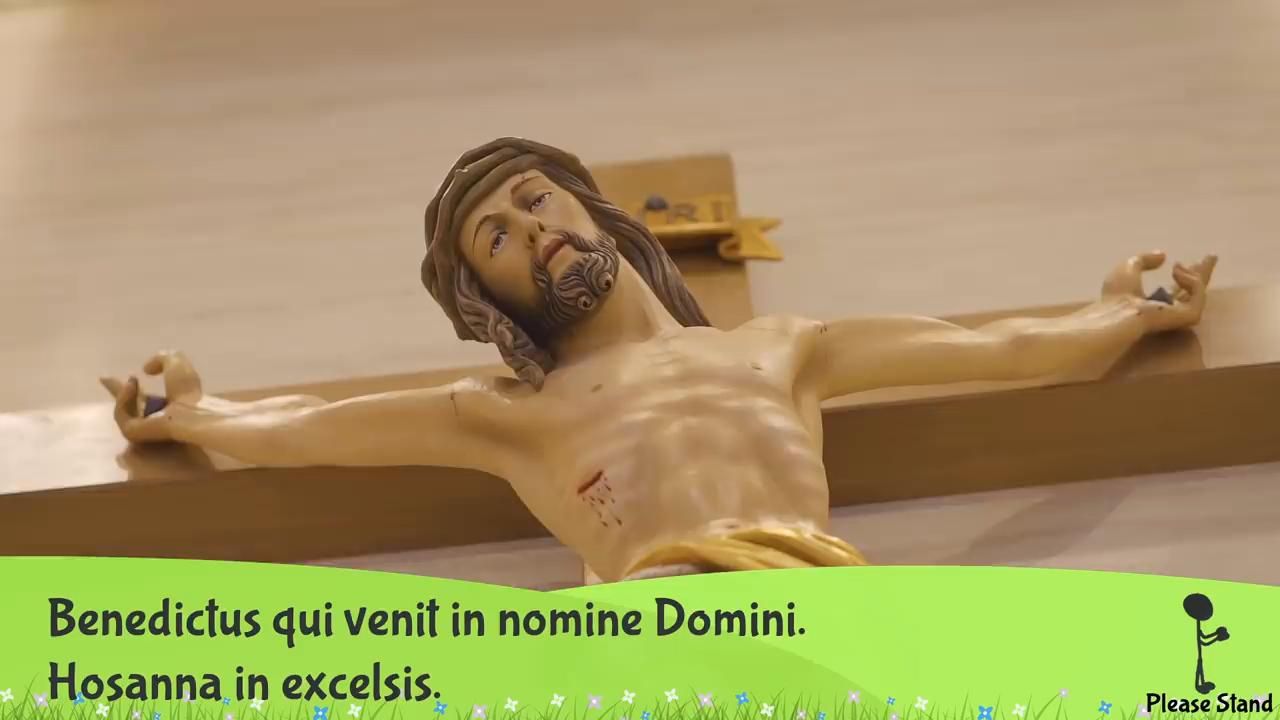 Benedictus qui venit in nomine Domini.
Hosanna in excelsis.
Please Stand